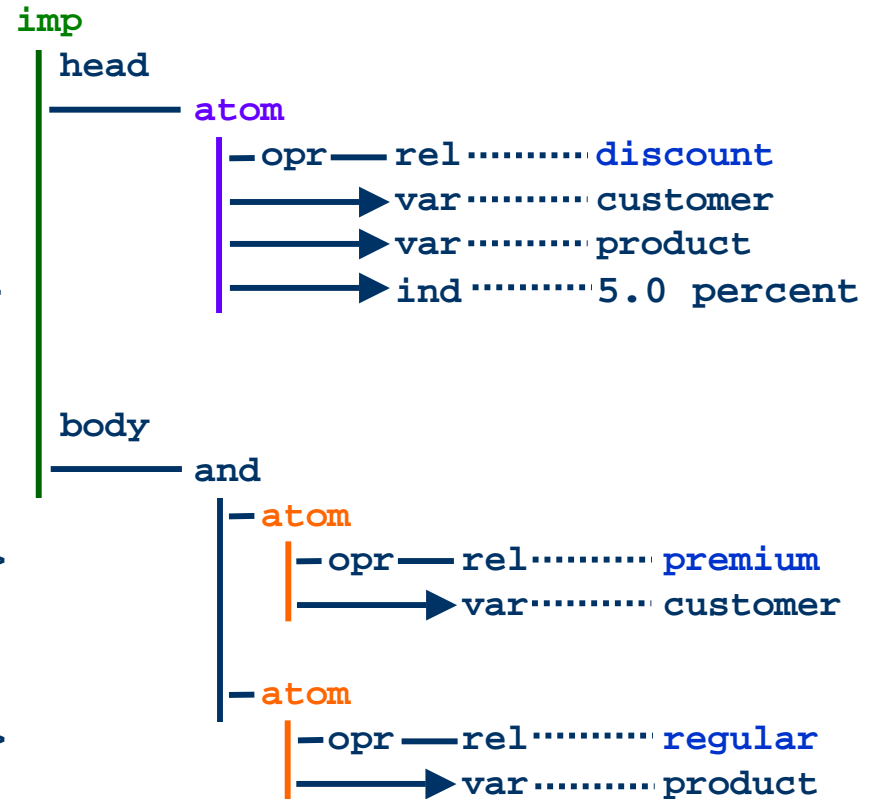 imp
head
atom
opr rel discount
var customer
var product
ind 5.0 percent
body
and
atom
opr rel premium
var customer
atom
opr rel regular
var product